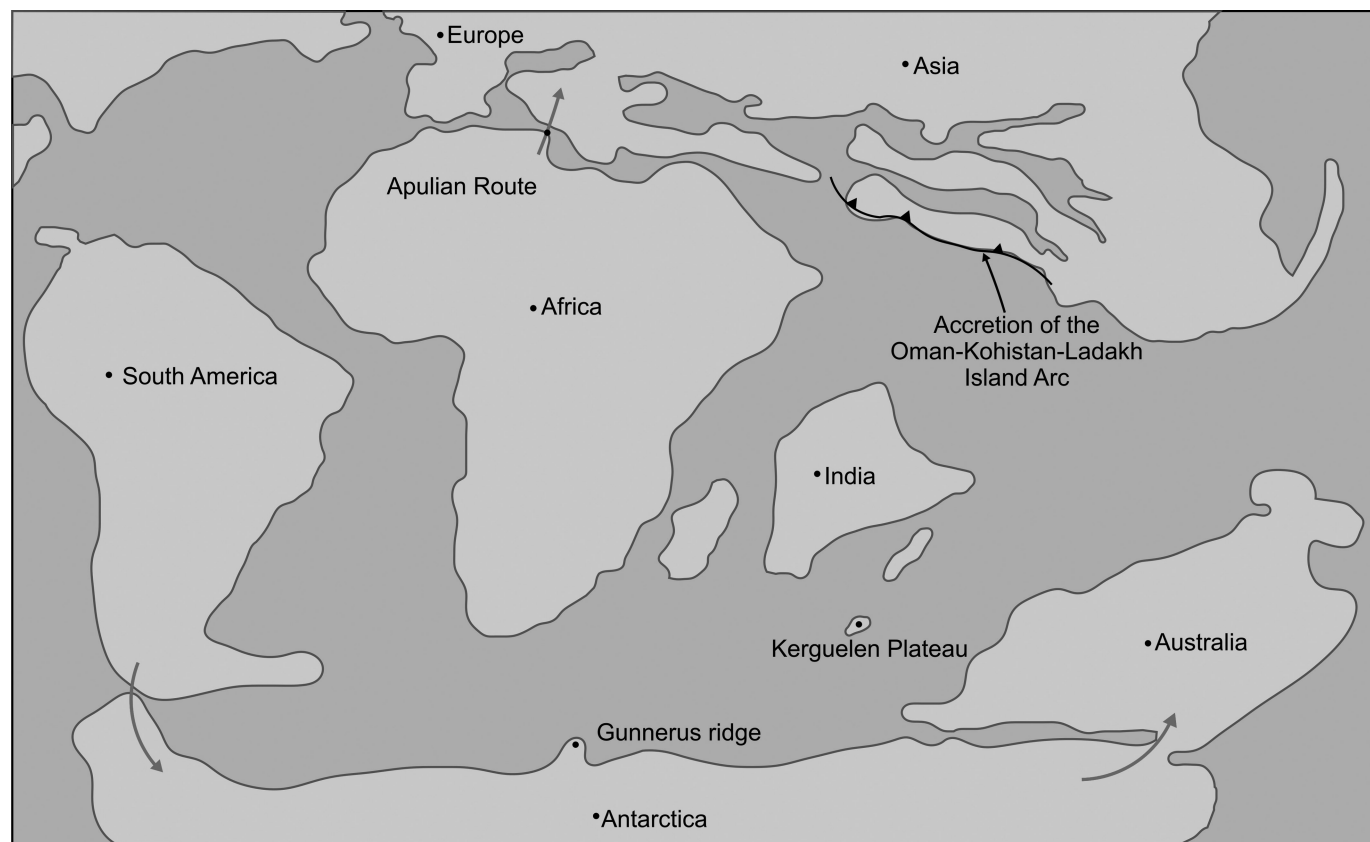 Europe
Asia
Apulian Route
Africa
Accretion of the
Oman-Kohistan-Ladakh
Island Arc
South America
India
Kerguelen Plateau
Australia
Gunnerus ridge
Antarctica